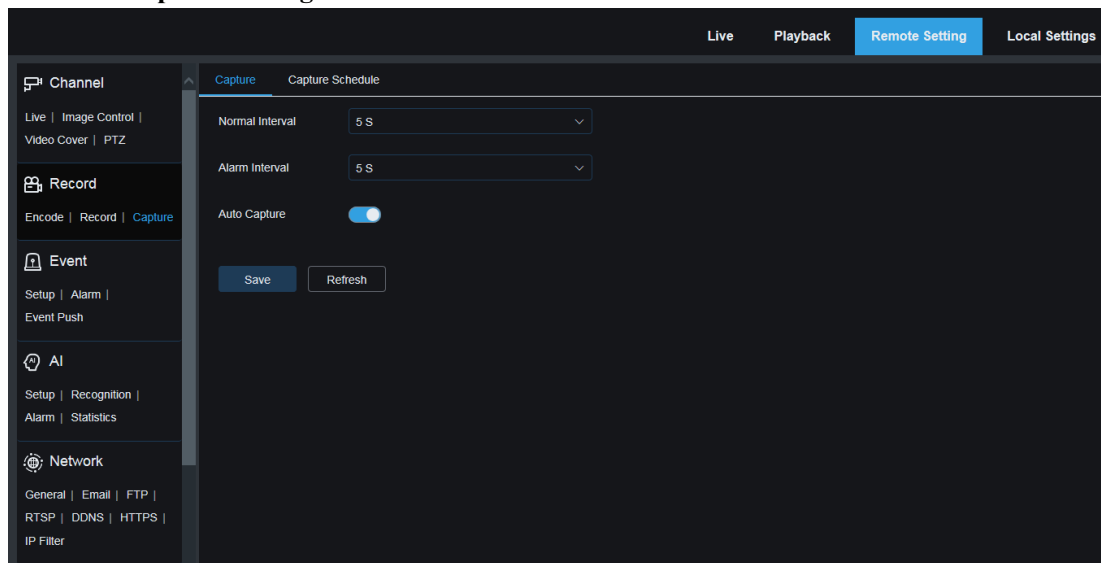 Live Playback Remote Setting Local Settings
Channel
Live | Image Control |
Video Cover | PTZ
Record
Encode | Record | Capture
Event
Setup | Alarm |
Event Push
AI
Setup | Recognition |
Alarm | Statistics
Network
General | Email | FTP |
RTSP | DDNS | HTTPS |
IP Filter
Capture Capture Schedule
Normal Interval 5 S
Alarm Interval 5 S
Auto Capture
Save Refresh